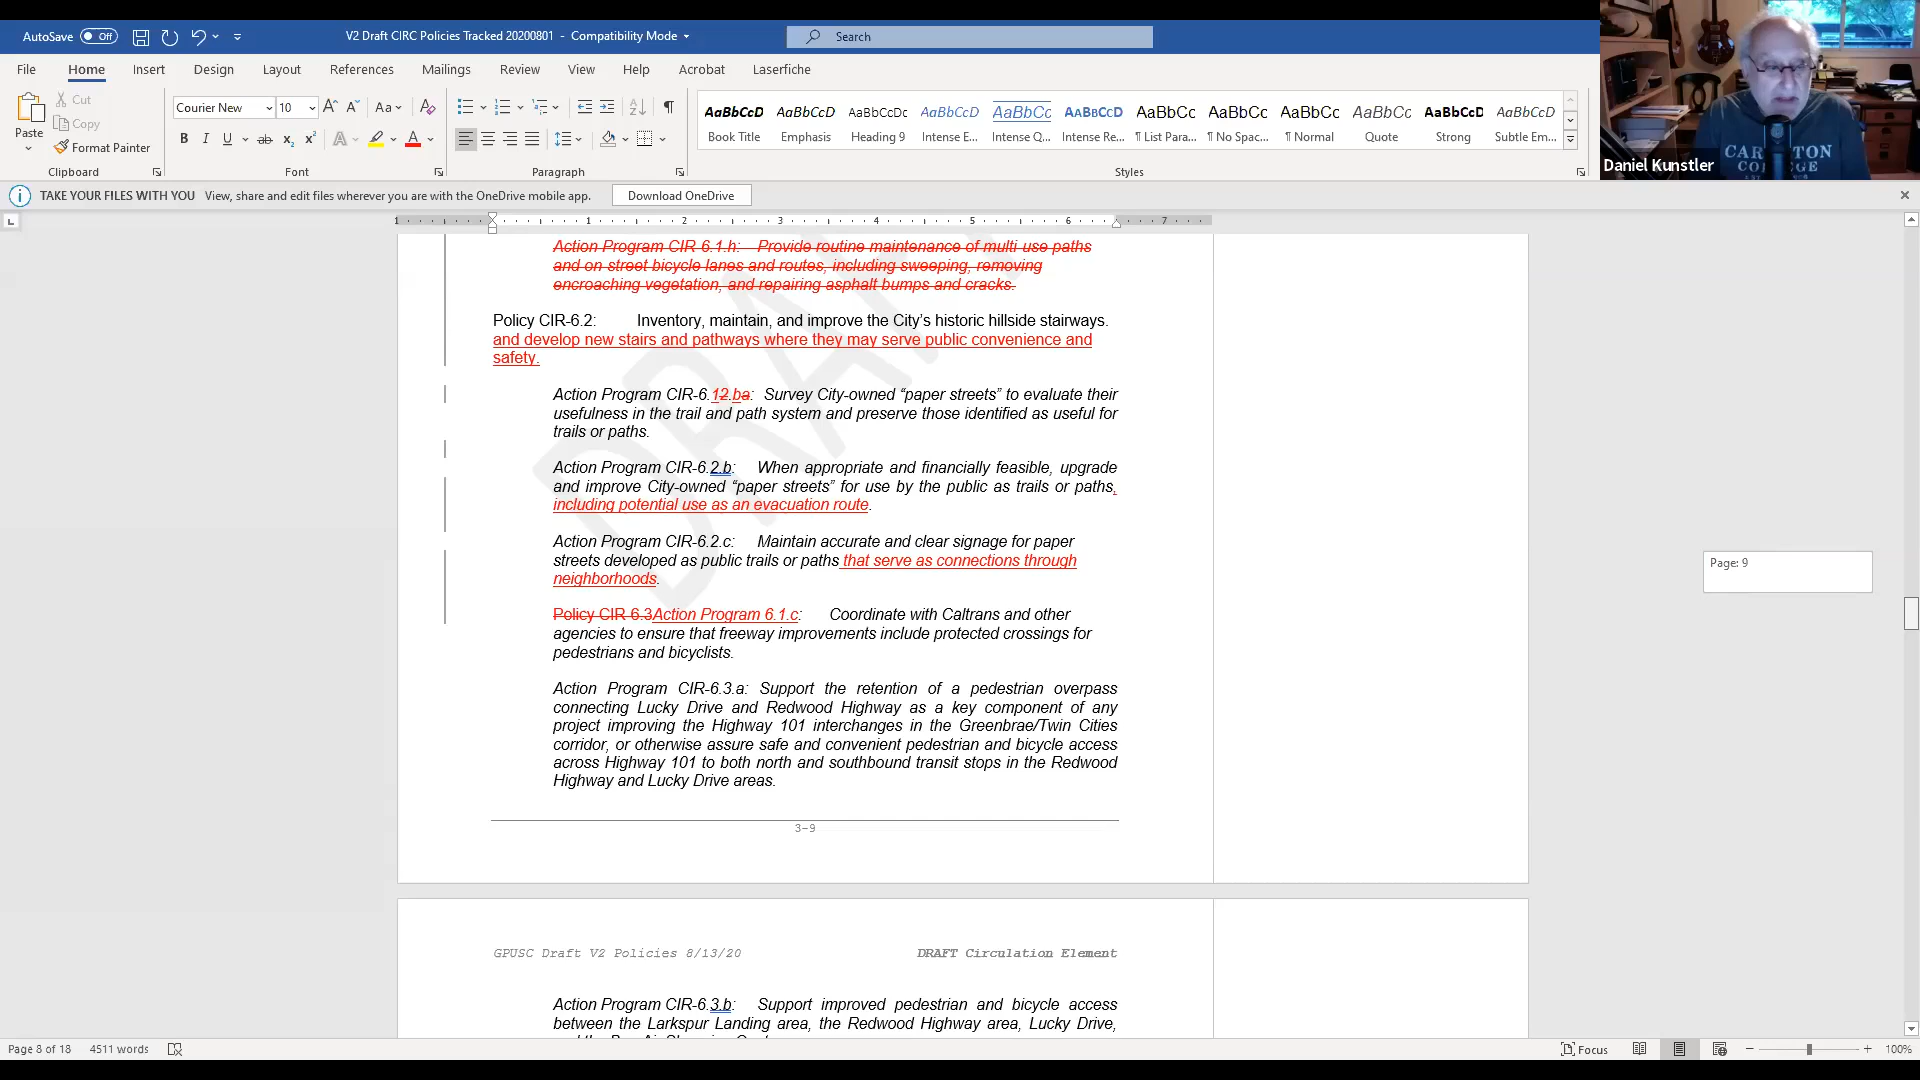 AutoSave Off V2 Draft CIRC Policies Tracked 20200801 - Compatibility Mode Search
File Home Insert Design Layout References Mailings Review View Help Acrobat Laserfiche
Paste
Cut
Copy
Format Painter
Clipboard
Courier New 10
Font
Paragraph
AaBbCcD AaBbCcD AaBbCcDc AaBbCcD AaBbCc AaBbCcD AaBbCc AaBbCc AaBbCc AaBbCc AaBbCcD AaBbCcD
Book Title Emphasis Heading 9 Intense E... Intense Q... Intense Re... ¶ List Para... ¶ No Spac... ¶ Normal Quote Strong Subtle Em...
Styles
CARLETON
COLLEGE
Daniel Kunstler
TAKE YOUR FILES WITH YOU View, share and edit files wherever you are with the OneDrive mobile app. Download OneDrive
1 1 2 3 4 5 6 7
Action Program CIR 6.1.h: Provide routine maintenance of multi use paths
and on street bicycle lanes and routes, including sweeping, removing
encroaching vegetation, and repairing asphalt bumps and cracks.
Policy CIR-6.2: Inventory, maintain, and improve the City’s historic hillside stairways.
and develop new stairs and pathways where they may serve public convenience and
safety.
Action Program CIR-6.12.ba: Survey City-owned “paper streets” to evaluate their
usefulness in the trail and path system and preserve those identified as useful for
trails or paths.
Action Program CIR-6.2.b: When appropriate and financially feasible, upgrade
and improve City-owned “paper streets” for use by the public as trails or paths,
including potential use as an evacuation route.
Action Program CIR-6.2.c: Maintain accurate and clear signage for paper
streets developed as public trails or paths that serve as connections through
neighborhoods.
Policy CIR 6.3Action Program 6.1.c: Coordinate with Caltrans and other
agencies to ensure that freeway improvements include protected crossings for
pedestrians and bicyclists.
Action Program CIR-6.3.a: Support the retention of a pedestrian overpass
connecting Lucky Drive and Redwood Highway as a key component of any
project improving the Highway 101 interchanges in the Greenbrae/Twin Cities
corridor, or otherwise assure safe and convenient pedestrian and bicycle access
across Highway 101 to both north and southbound transit stops in the Redwood
Highway and Lucky Drive areas.
3-9
DRAFT
Page: 9
GPUSC Draft V2 Policies 8/13/20 DRAFT Circulation Element
Action Program CIR-6.3.b: Support improved pedestrian and bicycle access
between the Larkspur Landing area, the Redwood Highway area, Lucky Drive,
Page 8 of 18 4511 words Focus 100%